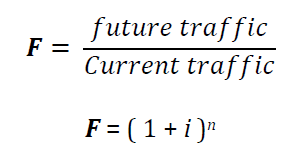 F = future traffic / Current traffic
F = ( 1 + i )ⁿ